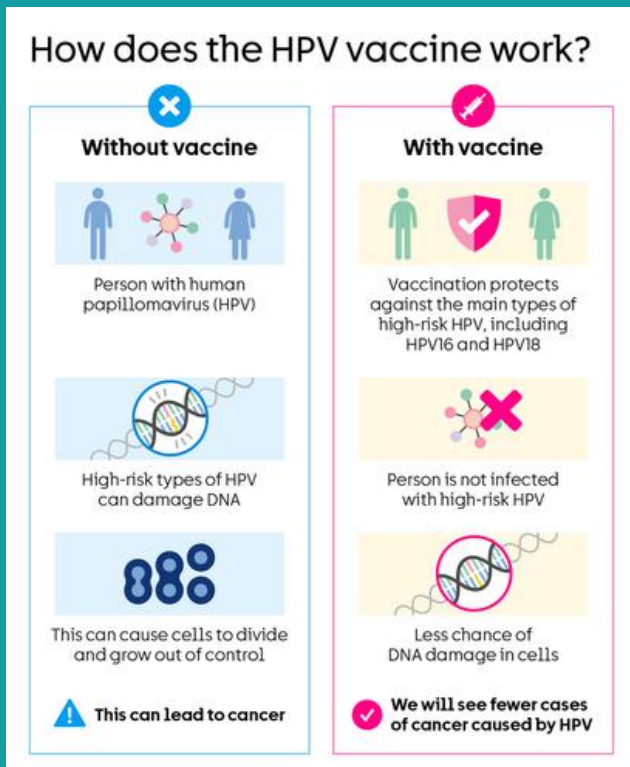 How does the HPV vaccine work?
Without vaccine
Person with human
papillomavirus (HPV)
High-risk types of HPV
can damage DNA
This can cause cells to divide
and grow out of control
This can lead to cancer
With vaccine
Vaccination protects
against the main types of
high-risk HPV, including
HPV16 and HPV18
Person is not infected
with high-risk HPV
Less chance of
DNA damage in cells
We will see fewer cases
of cancer caused by HPV